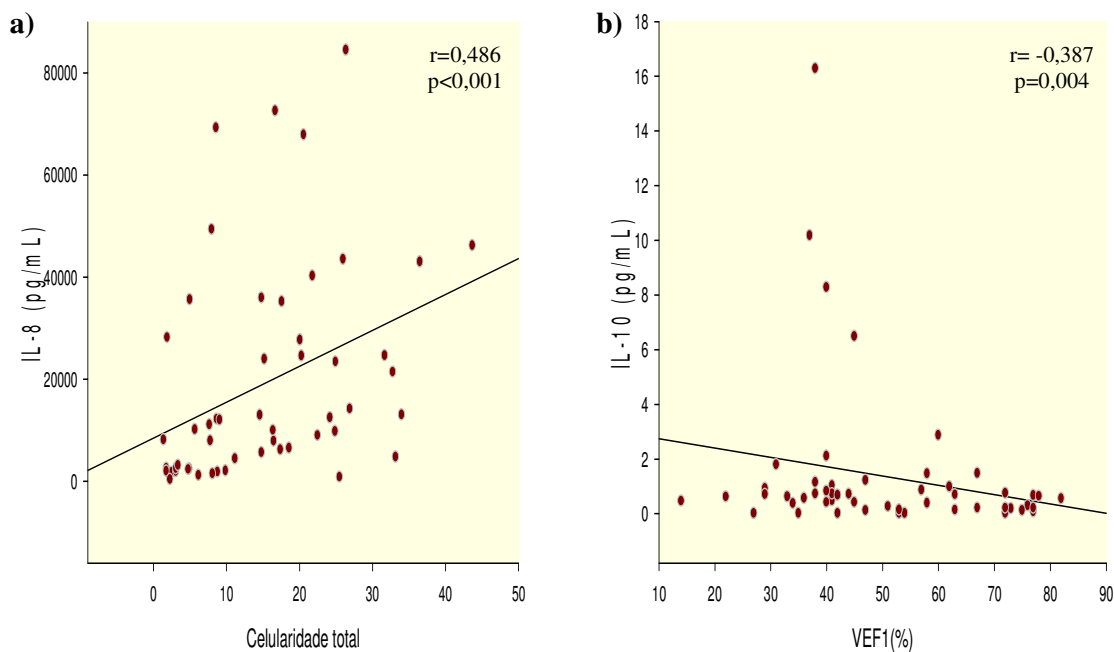 a)
r=0,486
p<0,001
IL-8 (pg/mL)
80000
60000
40000
20000
0
0 10 20 30 40 50
Celularidade total
b)
r= -0,387
p=0,004
IL-10 (pg/mL)
18
16
14
12
10
8
6
4
2
0
10 20 30 40 50 60 70 80 90
VEF1(%)